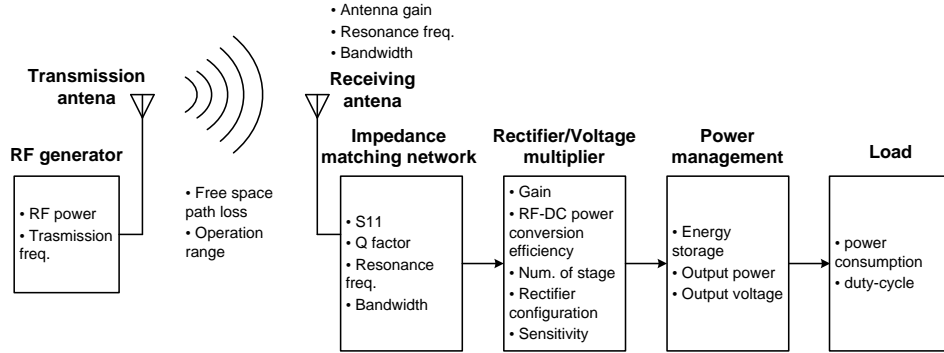 • Antenna gain
• Resonance freq.
• Bandwidth
Transmission
antena
Receiving
antena
RF generator
• RF power
• Trasmission
freq.
• Free space
path loss
• Operation
range
Impedance
matching network
• S11
• Q factor
• Resonance
freq.
• Bandwidth
Rectifier/Voltage
multiplier
• Gain
• RF-DC power
conversion
efficiency
• Num. of stage
• Rectifier
configuration
• Sensitivity
Power
management
• Energy
storage
• Output power
• Output voltage
Load
• power
consumption
• duty-cycle